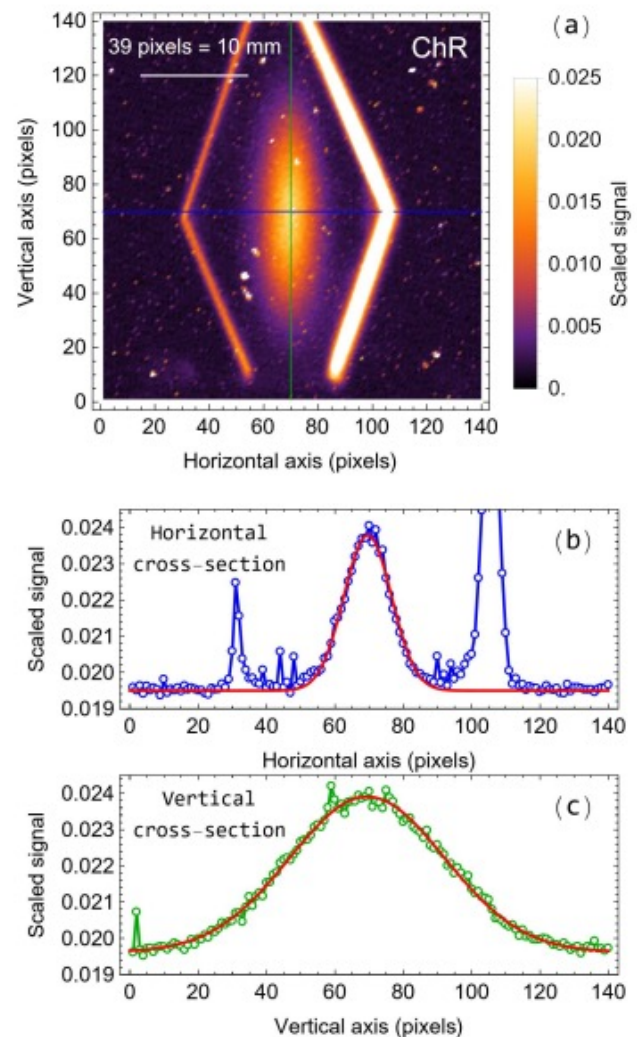 (a)
140
120
100
80
60
40
20
0
Vertical axis (pixels)
39 pixels = 10 mm
ChR
0 20 40 60 80 100 120 140
Horizontal axis (pixels)
0.025
0.020
0.015
0.010
0.005
0.
Scaled signal
(b)
Horizontal
cross-section
0.024
0.023
0.022
0.021
0.020
0.019
Scaled signal
0 20 40 60 80 100 120 140
Horizontal axis (pixels)
(c)
Vertical
cross-section
0.024
0.023
0.022
0.021
0.020
0.019
Scaled signal
0 20 40 60 80 100 120 140
Vertical axis (pixels)